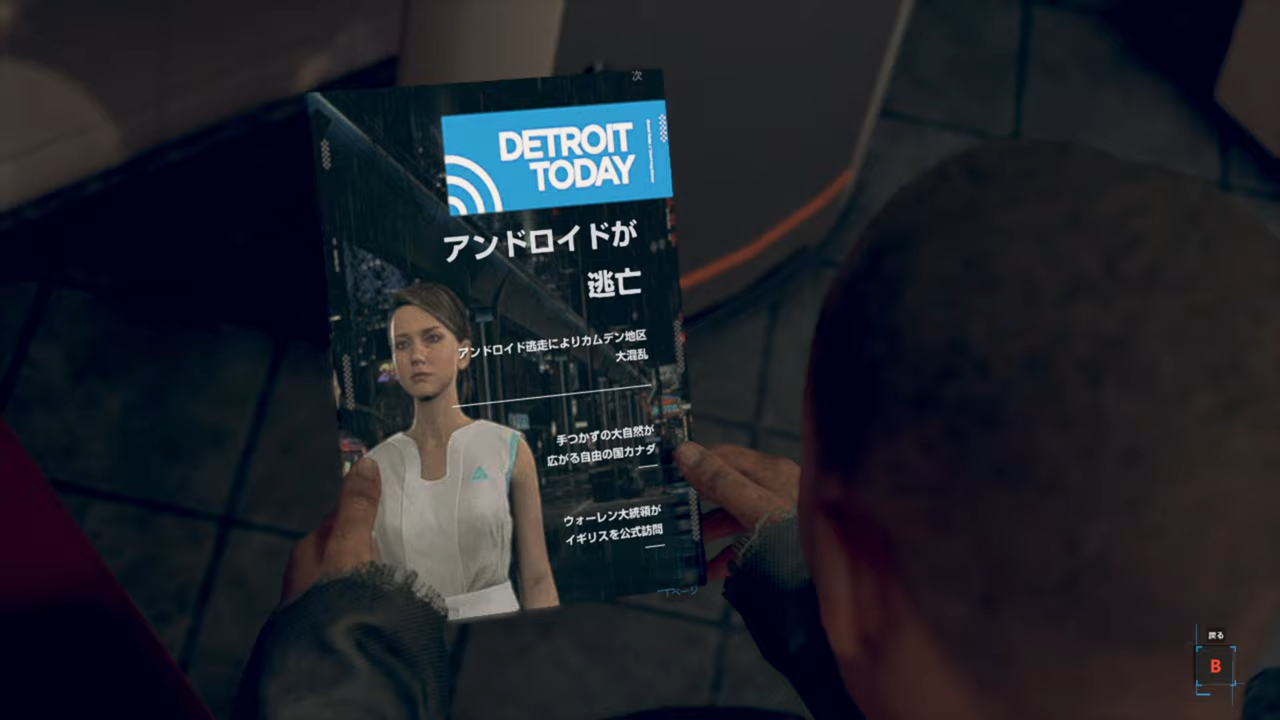 次
DETROIT
TODAY
アンドロイドが
逃亡
アンドロイド逃走によりカムデン地区
大混乱
手つかずの大自然が
広がる自由の国カナダ
ウォーレン大統領が
イギリスを公式訪問
ページ
戻る
B